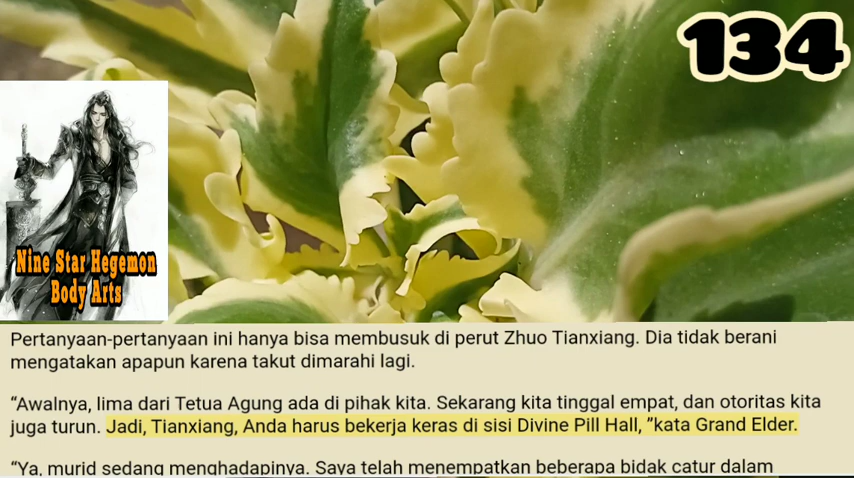 134
Nine Star Hegemon
Body Arts
Pertanyaan-pertanyaan ini hanya bisa membusuk di perut Zhuo Tianxiang. Dia tidak berani
mengatakan apapun karena takut dimarahi lagi.
“Awalnya, lima dari Tetua Agung ada di pihak kita. Sekarang kita tinggal empat, dan otoritas kita
juga turun. Jadi, Tianxiang, Anda harus bekerja keras di sisi Divine Pill Hall, ”kata Grand Elder.
“Ya, murid sedang menghadapinya. Saya telah menempatkan beberapa bidak catur dalam